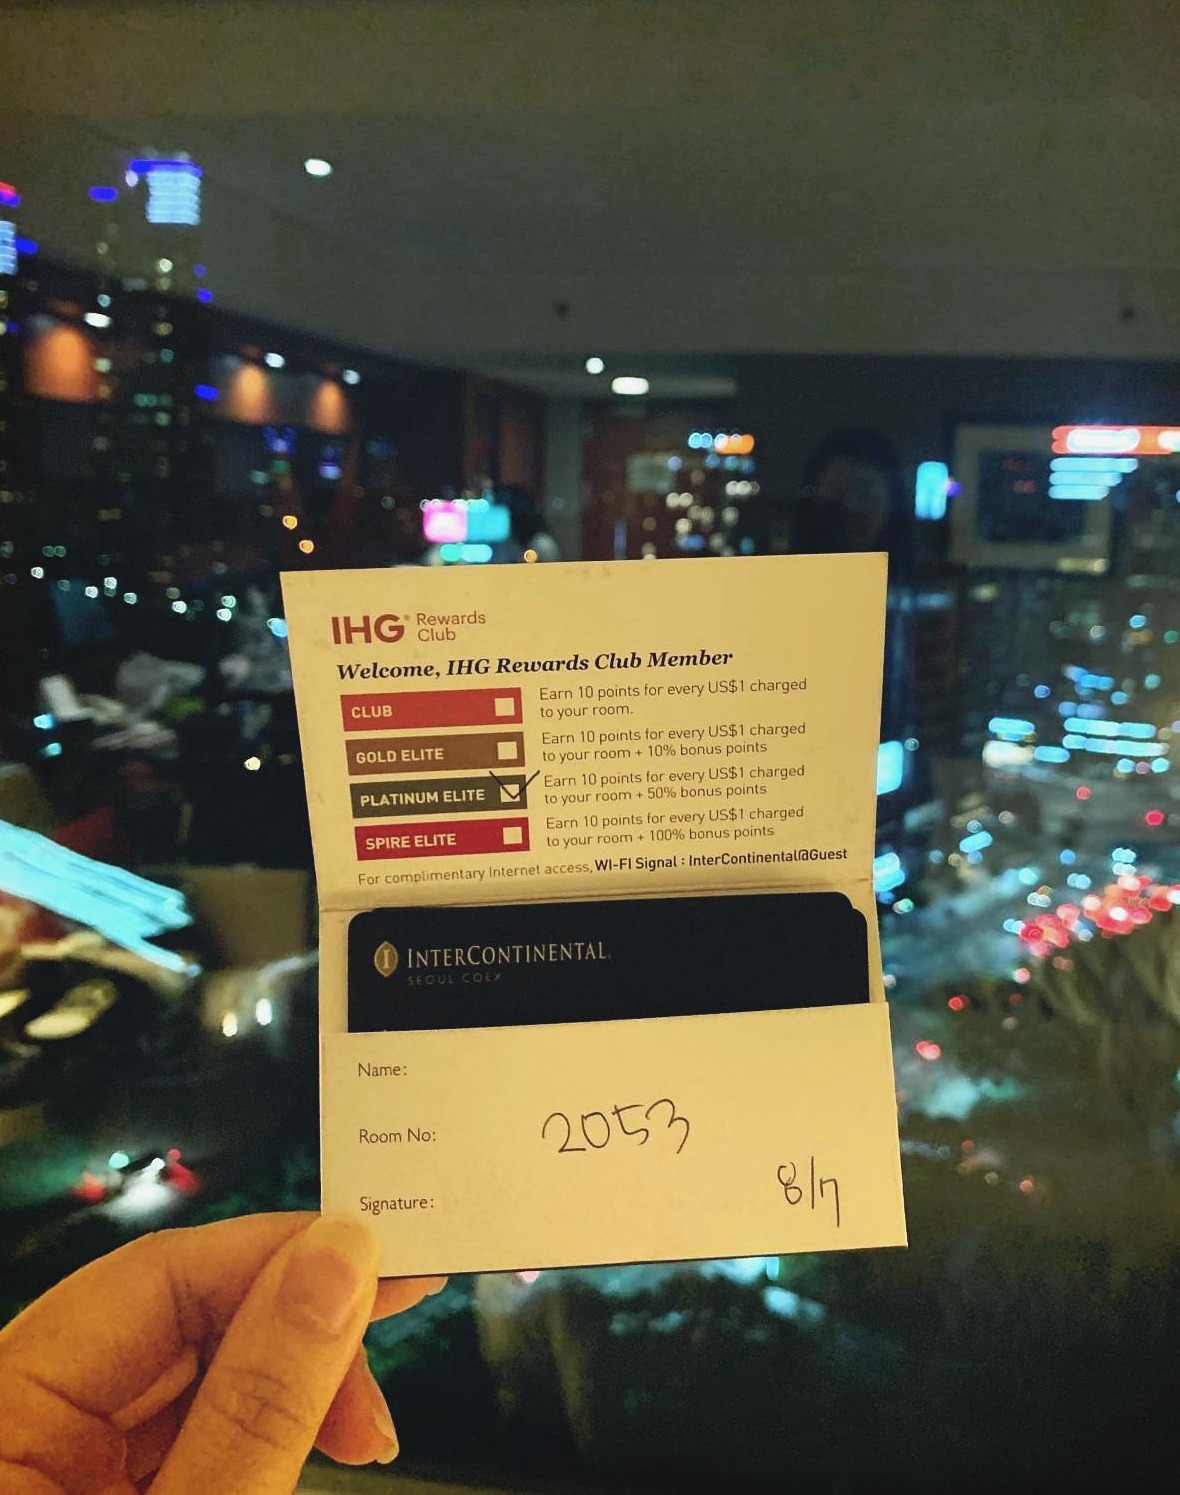 IHG® Rewards
Club
Welcome, IHG Rewards Club Member
CLUB
Earn 10 points for every US$1 charged
to your room.
GOLD ELITE
Earn 10 points for every US$1 charged
to your room + 10% bonus points
PLATINUM ELITE
Earn 10 points for every US$1 charged
to your room + 50% bonus points
SPIRE ELITE
Earn 10 points for every US$1 charged
to your room + 100% bonus points
For complimentary Internet access, WI-FI Signal : InterContinental@Guest
INTERCONTINENTAL.
SEOUL COEX
Name:
Room No: 2053
Signature: 8/7